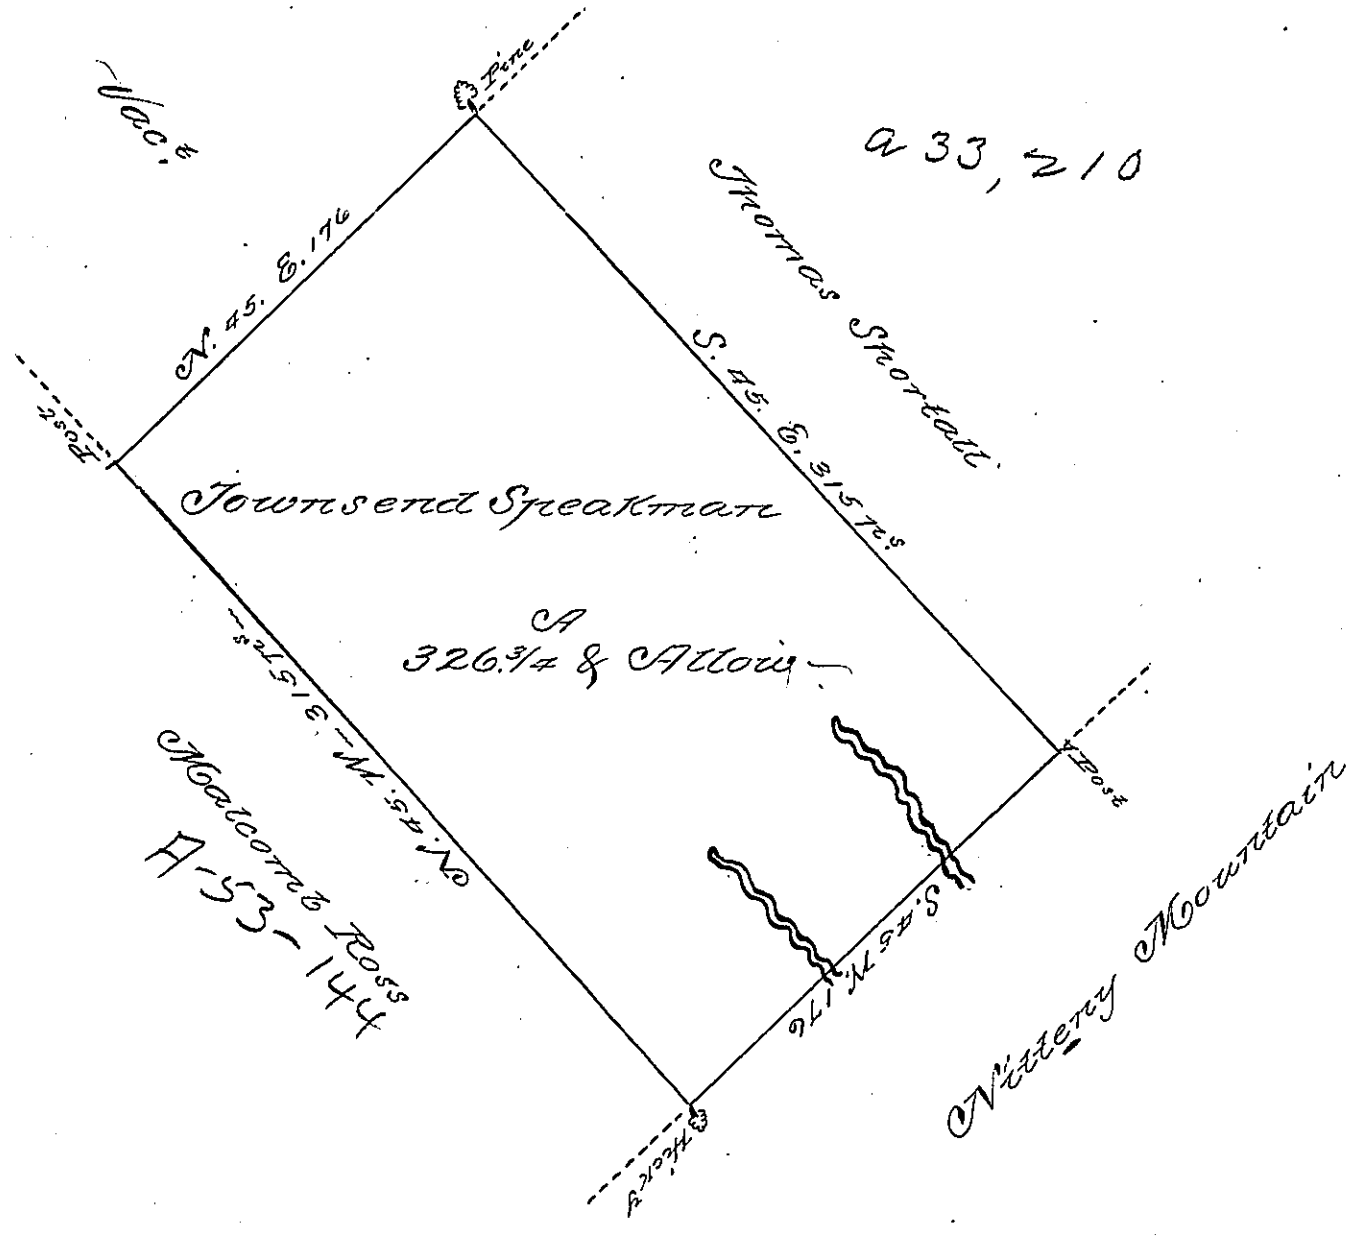 Vac.t
Pine
a 33, 210
Thomas Shortall
N. 45. E. 176
S. 45. E. 315 ps.
Post
Townsend Speakman
A
326.3/4 & Allow
N. 45. W. 315 ps
Malcomb Ross
A-53-144
Post
S. 45 W. 176
Nitteny Mountain
Hick'y